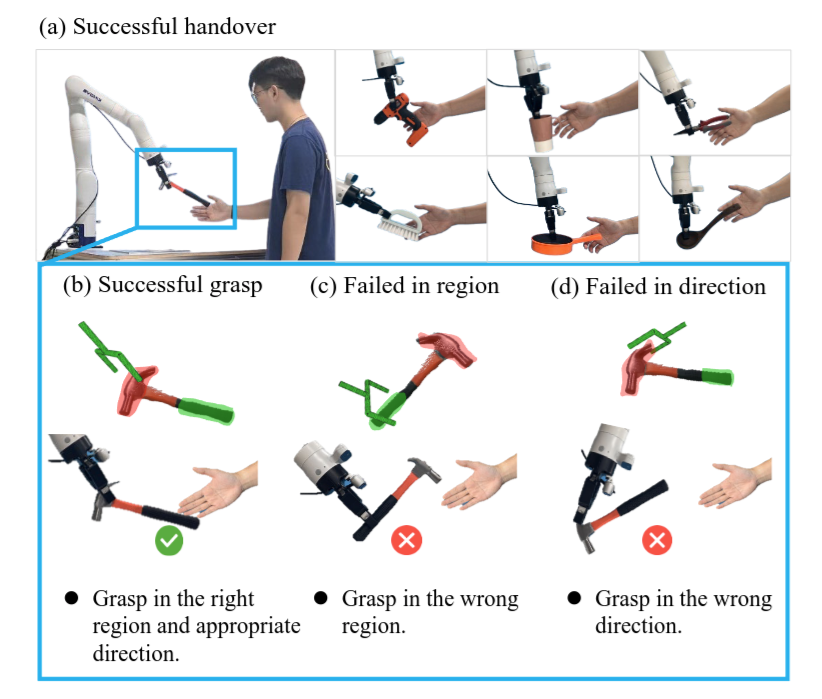 (a) Successful handover
(b) Successful grasp
(c) Failed in region
(d) Failed in direction
● Grasp in the right
region and appropriate
direction.
● Grasp in the wrong
region.
● Grasp in the wrong
direction.